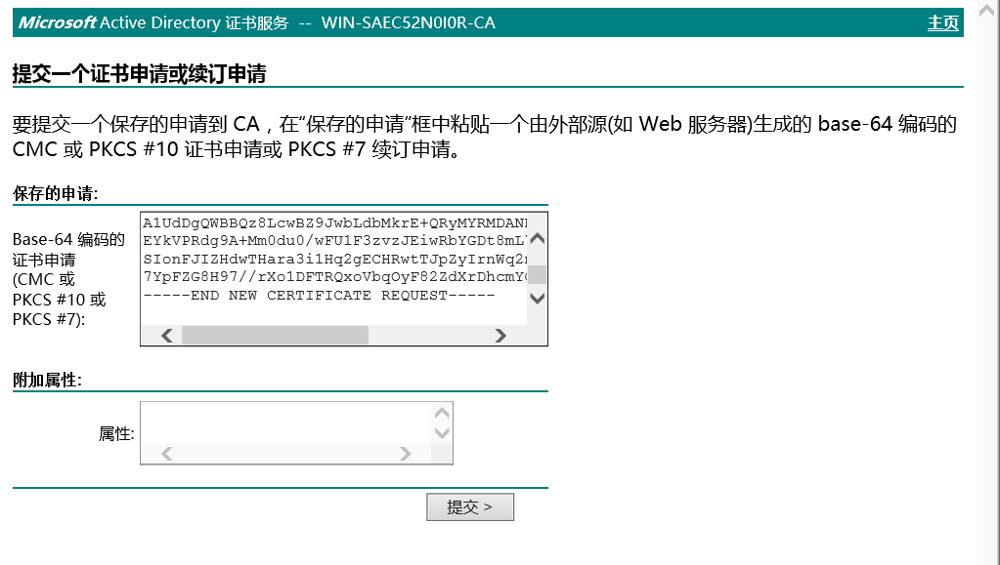 Microsoft Active Directory 证书服务 -- WIN-SAEC52N0I0R-CA 主页
提交一个证书申请或续订申请
要提交一个保存的申请到 CA，在“保存的申请”框中粘贴一个由外部源(如 Web 服务器)生成的 base-64 编码的
CMC 或 PKCS #10 证书申请或 PKCS #7 续订申请。
保存的申请:
Base-64 编码的
证书申请
(CMC 或
PKCS #10 或
PKCS #7):
A1UdDgQWBBQz8LcwBZ9JwbLdbMkrE+QRyMYRMDAN
EYkVPRdg9A+Mm0du0/wFU1F3zvzJEiwRbYGDt8mL
SIonFJIZHdwTHara3i1Hq2gECHRwtTJpZyIrnWq2
7YpFZG8H97//rXo1DFTRQxoVbqOyF82ZdXrDhcmY
-----END NEW CERTIFICATE REQUEST-----
附加属性:
属性:
提交 >